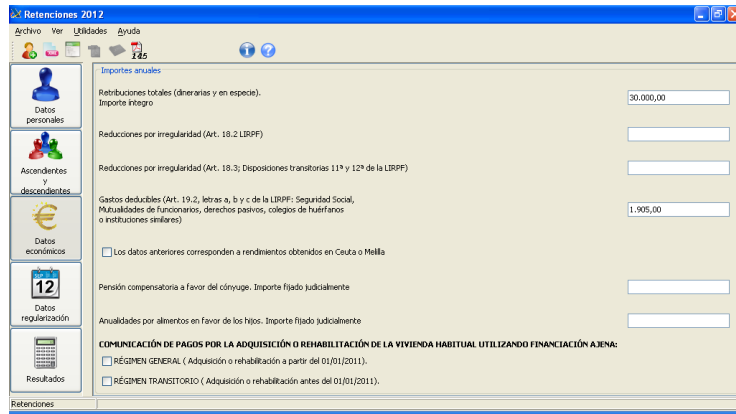 Retenciones 2012
Archivo Ver Utilidades Ayuda
145
Importes anuales
Datos
personales
Ascendientes
y
descendientes
Datos
económicos
12
Datos
regularización
Resultados
Retribuciones totales (dinerarias y en especie).
Importe íntegro
30.000,00
Reducciones por irregularidad (Art. 18.2 LIRPF)
Reducciones por irregularidad (Art. 18.3; Disposiciones transitorias 11ª y 12ª de la LIRPF)
Gastos deducibles (Art. 19.2, letras a, b y c de la LIRPF: Seguridad Social,
Mutualidades de funcionarios, derechos pasivos, colegios de huérfanos
o instituciones similares)
1.905,00
Los datos anteriores corresponden a rendimientos obtenidos en Ceuta o Melilla
Pensión compensatoria a favor del cónyuge. Importe fijado judicialmente
Anualidades por alimentos en favor de los hijos. Importe fijado judicialmente
COMUNICACIÓN DE PAGOS POR LA ADQUISICIÓN O REHABILITACIÓN DE LA VIVIENDA HABITUAL UTILIZANDO FINANCIACIÓN AJENA:
RÉGIMEN GENERAL ( Adquisición o rehabilitación a partir del 01/01/2011).
RÉGIMEN TRANSITORIO ( Adquisición o rehabilitación antes del 01/01/2011).
Retenciones